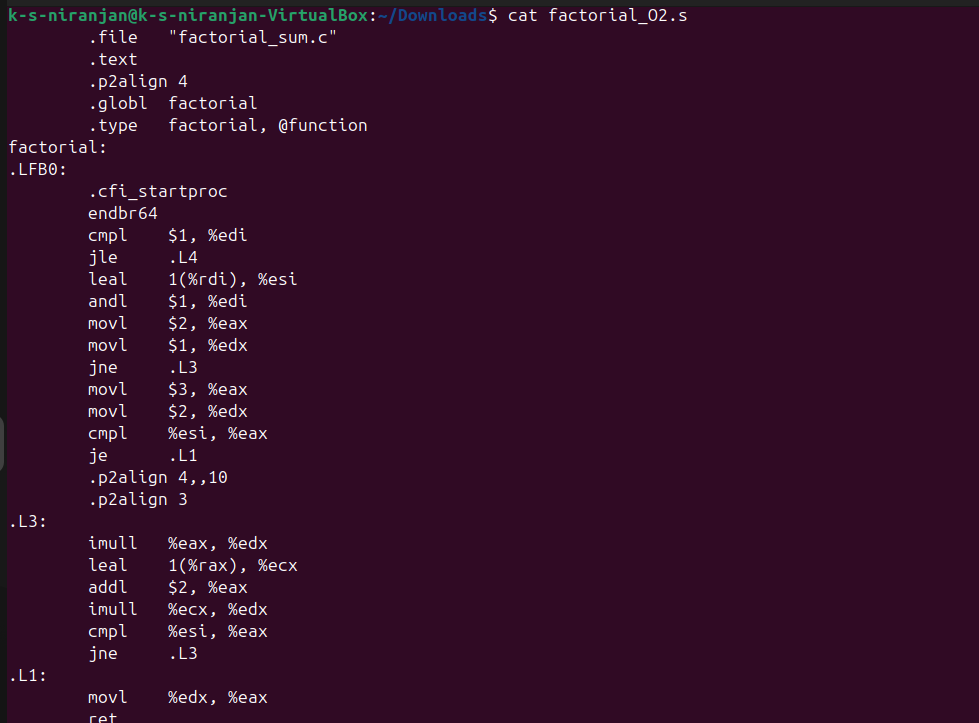 k-s-niranjan@k-s-niranjan-VirtualBox:~/Downloads$ cat factorial_O2.s
.file "factorial_sum.c"
.text
.p2align 4
.globl factorial
.type factorial, @function
factorial:
.LFB0:
.cfi_startproc
endbr64
cmpl $1, %edi
jle .L4
leal 1(%rdi), %esi
andl $1, %edi
movl $2, %eax
movl $1, %edx
jne .L3
movl $3, %eax
movl $2, %edx
cmpl %esi, %eax
je .L1
.p2align 4,,10
.p2align 3
.L3:
imull %eax, %edx
leal 1(%rax), %ecx
addl $2, %eax
imull %ecx, %edx
cmpl %esi, %eax
jne .L3
.L1:
movl %edx, %eax
ret